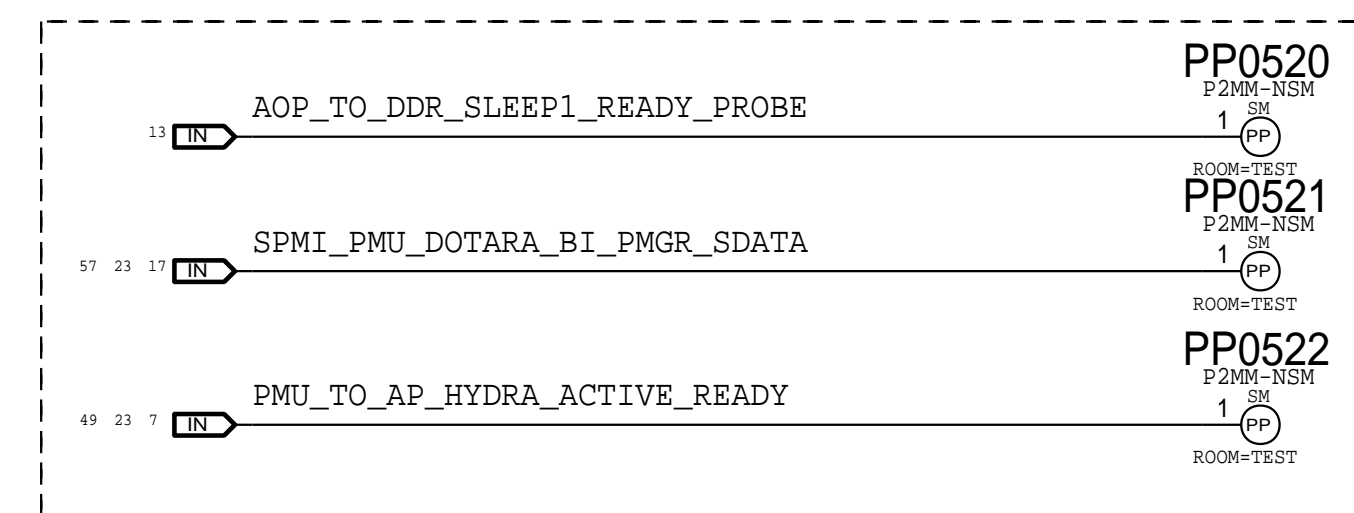 PP0520
P2MM-NSM
AOP_TO_DDR_SLEEP1_READY_PROBE
SM
13 IN
1 PP
ROOM=TEST
PP0521
P2MM-NSM
SPMI_PMU_DOTARA_BI_PMGR_SDATA
SM
57 23 17 IN
1 PP
ROOM=TEST
PP0522
P2MM-NSM
PMU_TO_AP_HYDRA_ACTIVE_READY
SM
49 23 7 IN
1 PP
ROOM=TEST